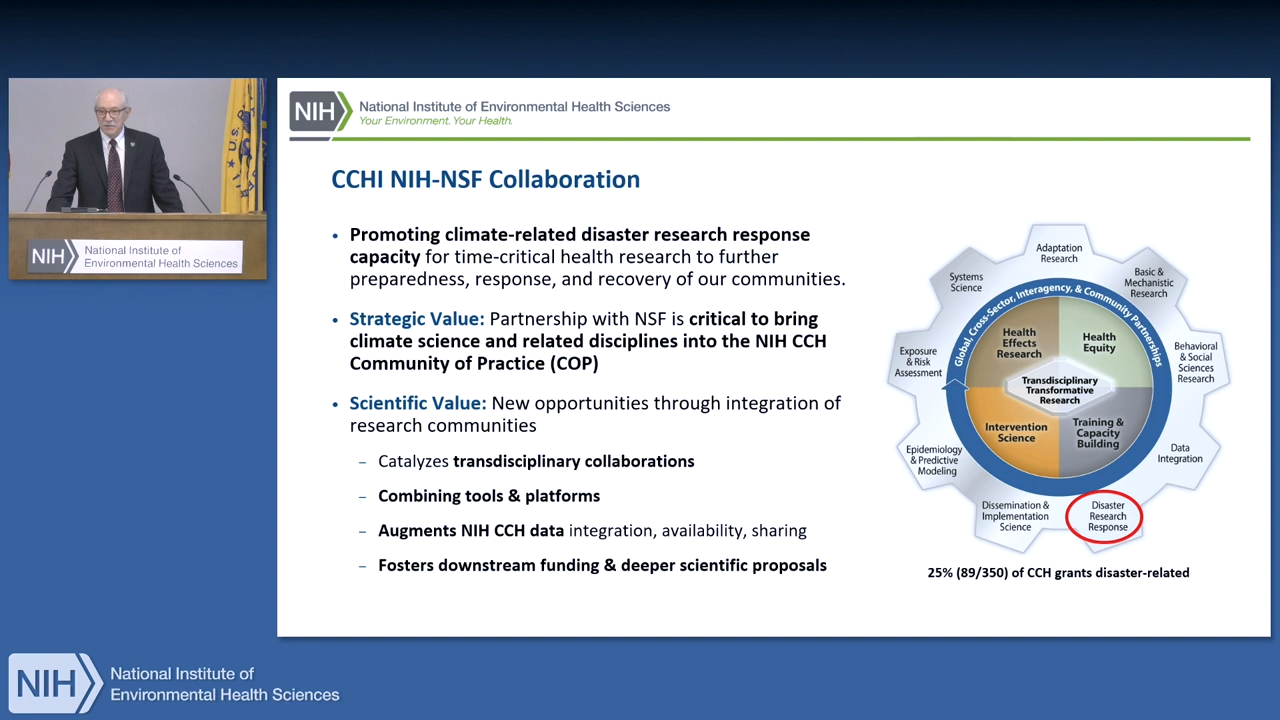 NIH
National Institute of Environmental Health Sciences
Your Environment. Your Health.
CCHI NIH-NSF Collaboration
• Promoting climate-related disaster research response
capacity for time-critical health research to further
preparedness, response, and recovery of our communities.
• Strategic Value: Partnership with NSF is critical to bring
climate science and related disciplines into the NIH CCH
Community of Practice (COP)
• Scientific Value: New opportunities through integration of
research communities
– Catalyzes transdisciplinary collaborations
– Combining tools & platforms
– Augments NIH CCH data integration, availability, sharing
– Fosters downstream funding & deeper scientific proposals
Adaptation
Research
Basic &
Mechanistic
Research
Behavioral
& Social
Sciences
Research
Data
Integration
Disaster
Research
Response
Dissemination &
Implementation
Science
Epidemiology
& Predictive
Modeling
Exposure
& Risk
Assessment
Systems
Science
Global, Cross-Sector, Interagency, & Community Partnerships
Health
Effects
Research
Health
Equity
Transdisciplinary
Transformative
Research
Intervention
Science
Training &
Capacity
Building
25% (89/350) of CCH grants disaster-related
U.S.
NIH
National Institute of
Environmental Health Sciences
NIH
National Institute of
Environmental Health Sciences